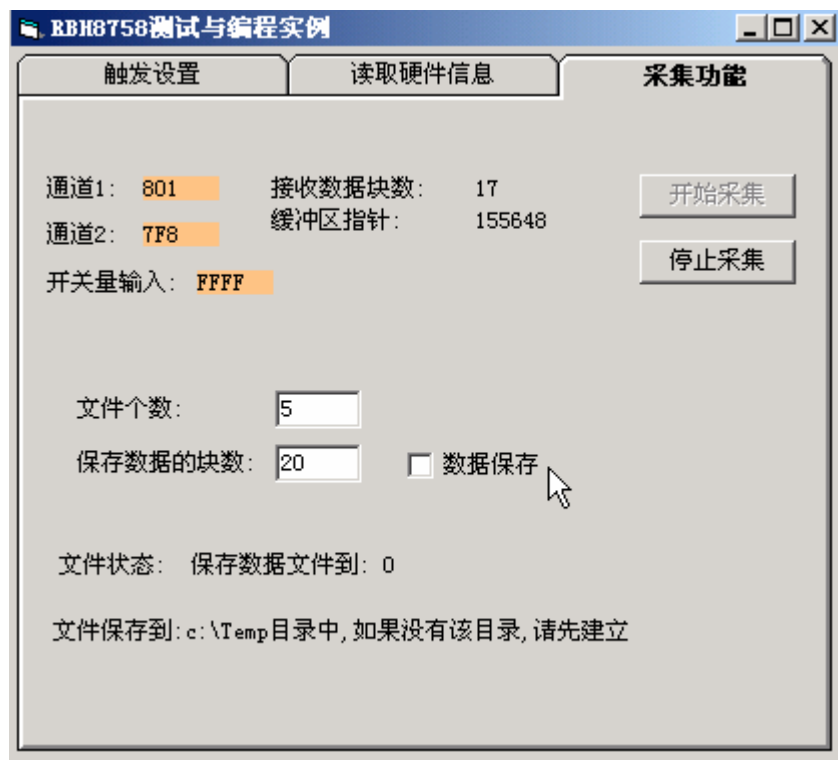 RBH8758测试与编程实例
触发设置 读取硬件信息 采集功能
通道1: 801 接收数据块数: 17 开始采集
通道2: 7F8 缓冲区指针: 155648
停止采集
开关量输入: FFFF
文件个数: 5
保存数据的块数: 20 数据保存
文件状态: 保存数据文件到: 0
文件保存到:c:\Temp目录中,如果没有该目录,请先建立